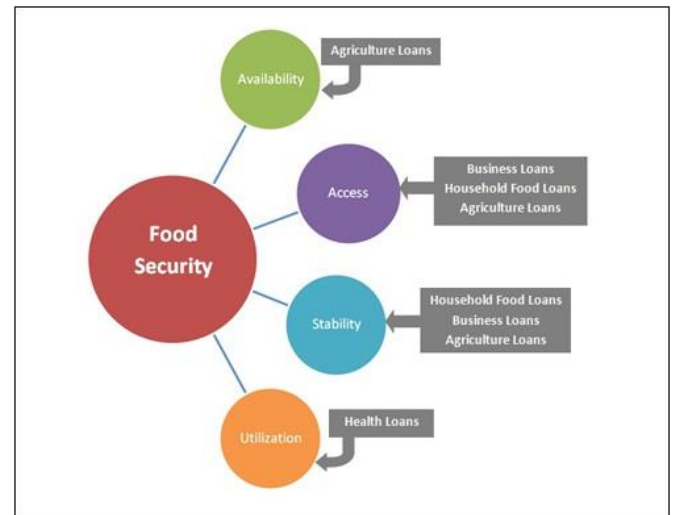 Agriculture Loans
Availability
Business Loans
Household Food Loans
Agriculture Loans
Access
Food
Security
Household Food Loans
Business Loans
Agriculture Loans
Stability
Health Loans
Utilization